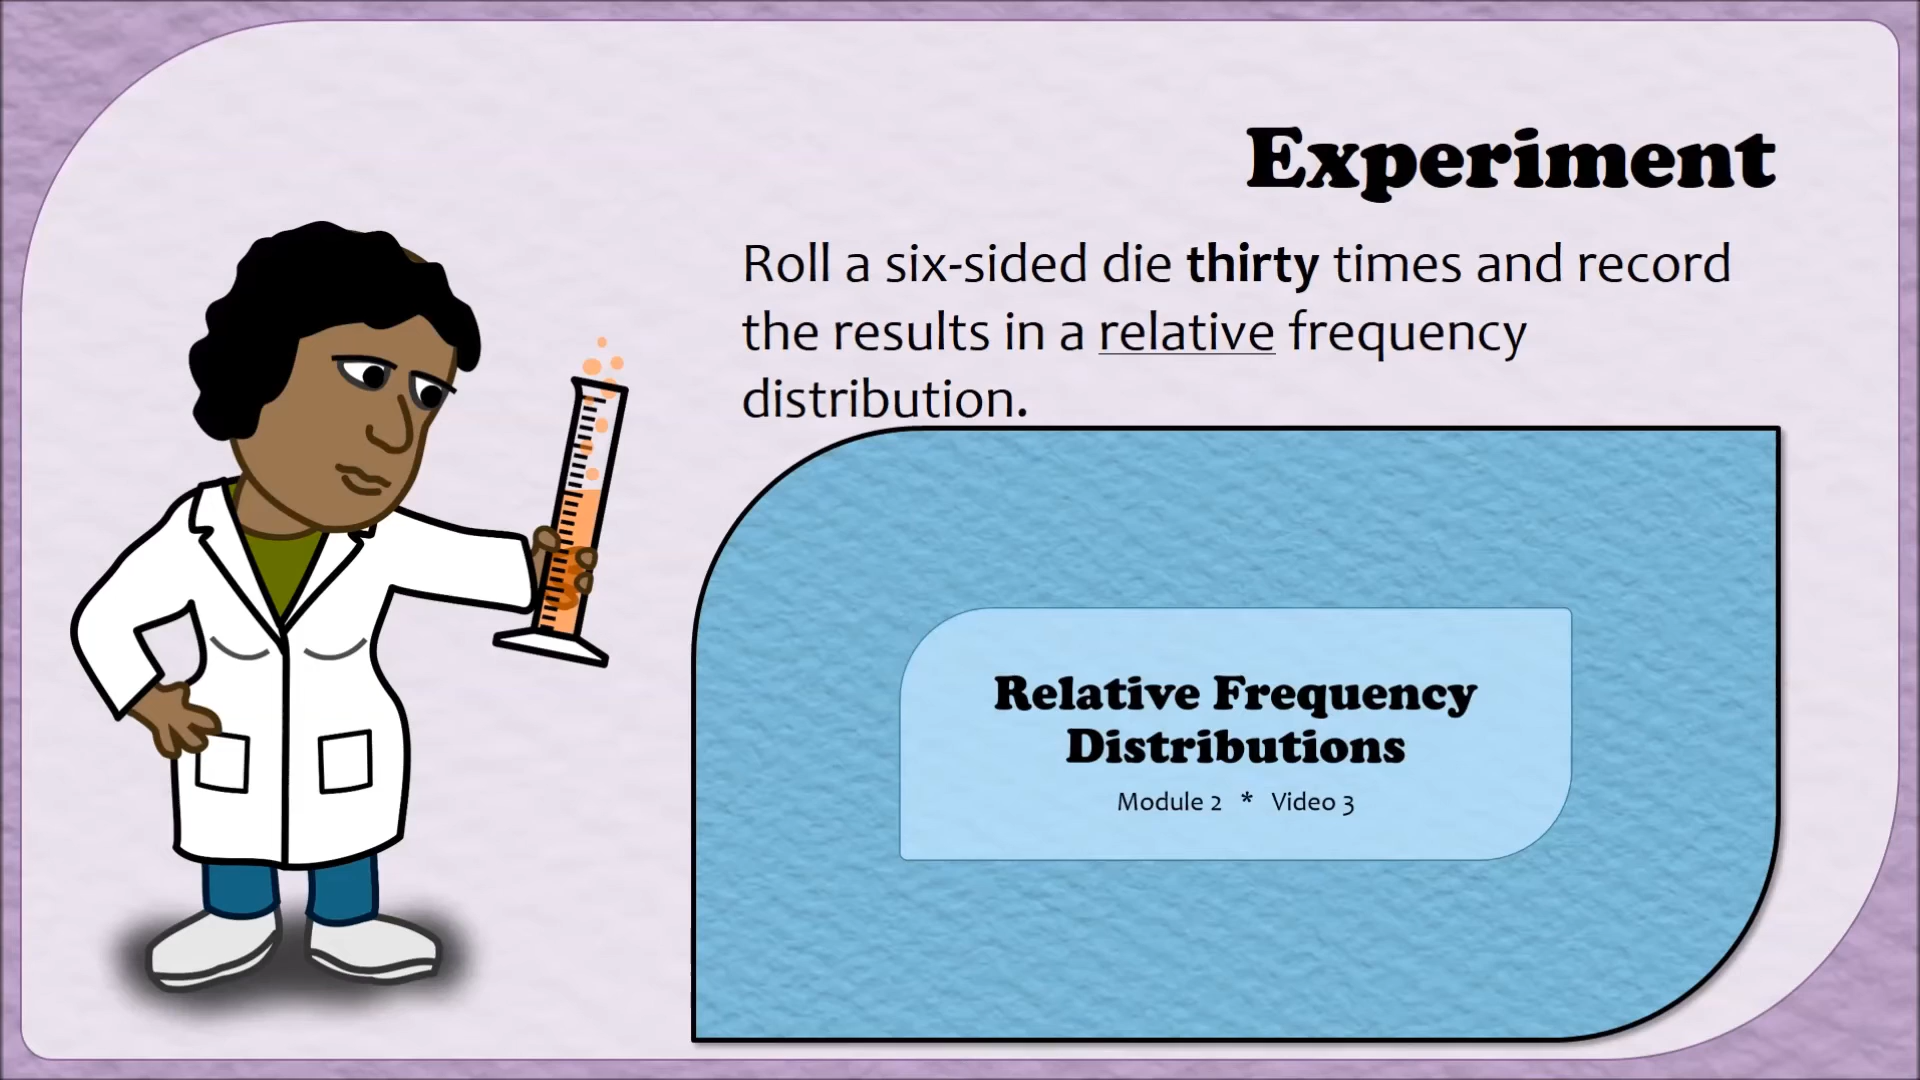 Experiment
Roll a six-sided die thirty times and record
the results in a relative frequency
distribution.
Relative Frequency
Distributions
Module 2 * Video 3